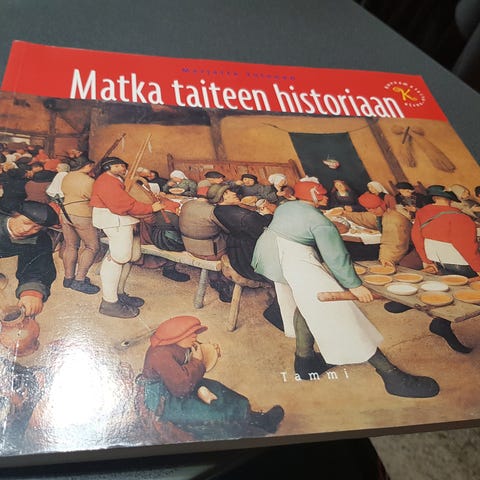 Matka taiteen historiaan
K
Tammi